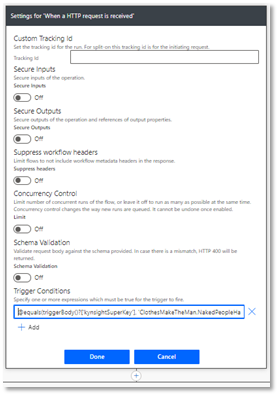 Settings for 'When a HTTP request is received'
Custom Tracking Id
Set the tracking id for the run. For split-on this tracking id is for the initiating request.
Tracking Id
Secure Inputs
Secure inputs of the operation.
Secure Inputs
Off
Secure Outputs
Secure outputs of the operation and references of output properties.
Secure Outputs
Off
Suppress workflow headers
Limit flows to not include workflow metadata headers in the response.
Suppress headers
Off
Concurrency Control
Limit number of concurrent runs of the flow, or leave it off to run as many as possible at the same time.
Concurrency control changes the way new runs are queued. It cannot be undone once enabled.
Limit
Off
Schema Validation
Validate request body against the schema provided. In case there is a mismatch, HTTP 400 will be
returned.
Schema Validation
Off
Trigger Conditions
Specify one or more expressions which must be true for the trigger to fire.
@equals(triggerBody()?['kynsightSuperKey'], 'ClothesMakeTheMan.NakedPeopleHa
+ Add
Done
Cancel